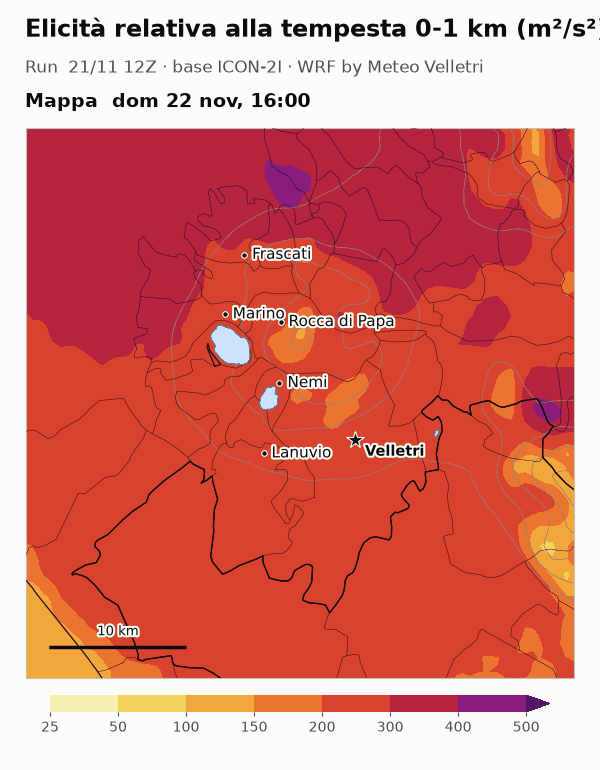 Elicità relativa alla tempesta 0-1 km (m²/s²)
Run  21/11 12Z · base ICON-2I · WRF by Meteo Velletri
Mappa  dom 22 nov, 16:00
Frascati
Marino
Rocca di Papa
Nemi
Velletri
Lanuvio
10 km
25 50 100 150 200 300 400 500